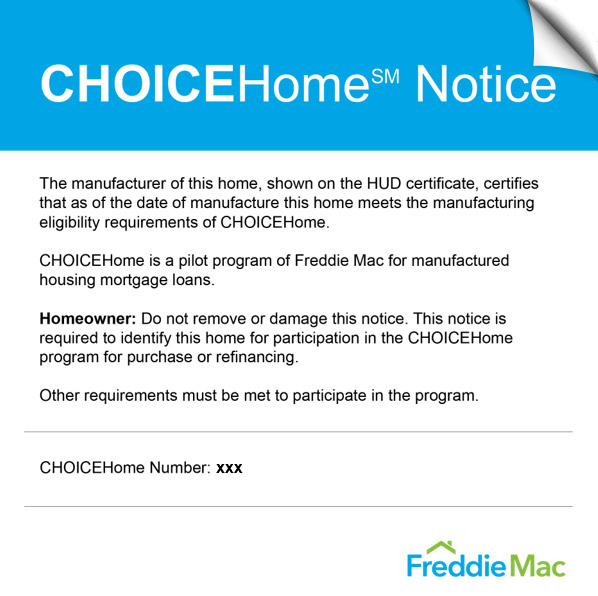 CHOICEHome℠ Notice
The manufacturer of this home, shown on the HUD certificate, certifies
that as of the date of manufacture this home meets the manufacturing
eligibility requirements of CHOICEHome.
CHOICEHome is a pilot program of Freddie Mac for manufactured
housing mortgage loans.
Homeowner: Do not remove or damage this notice. This notice is
required to identify this home for participation in the CHOICEHome
program for purchase or refinancing.
Other requirements must be met to participate in the program.
CHOICEHome Number: xxx
Freddie Mac